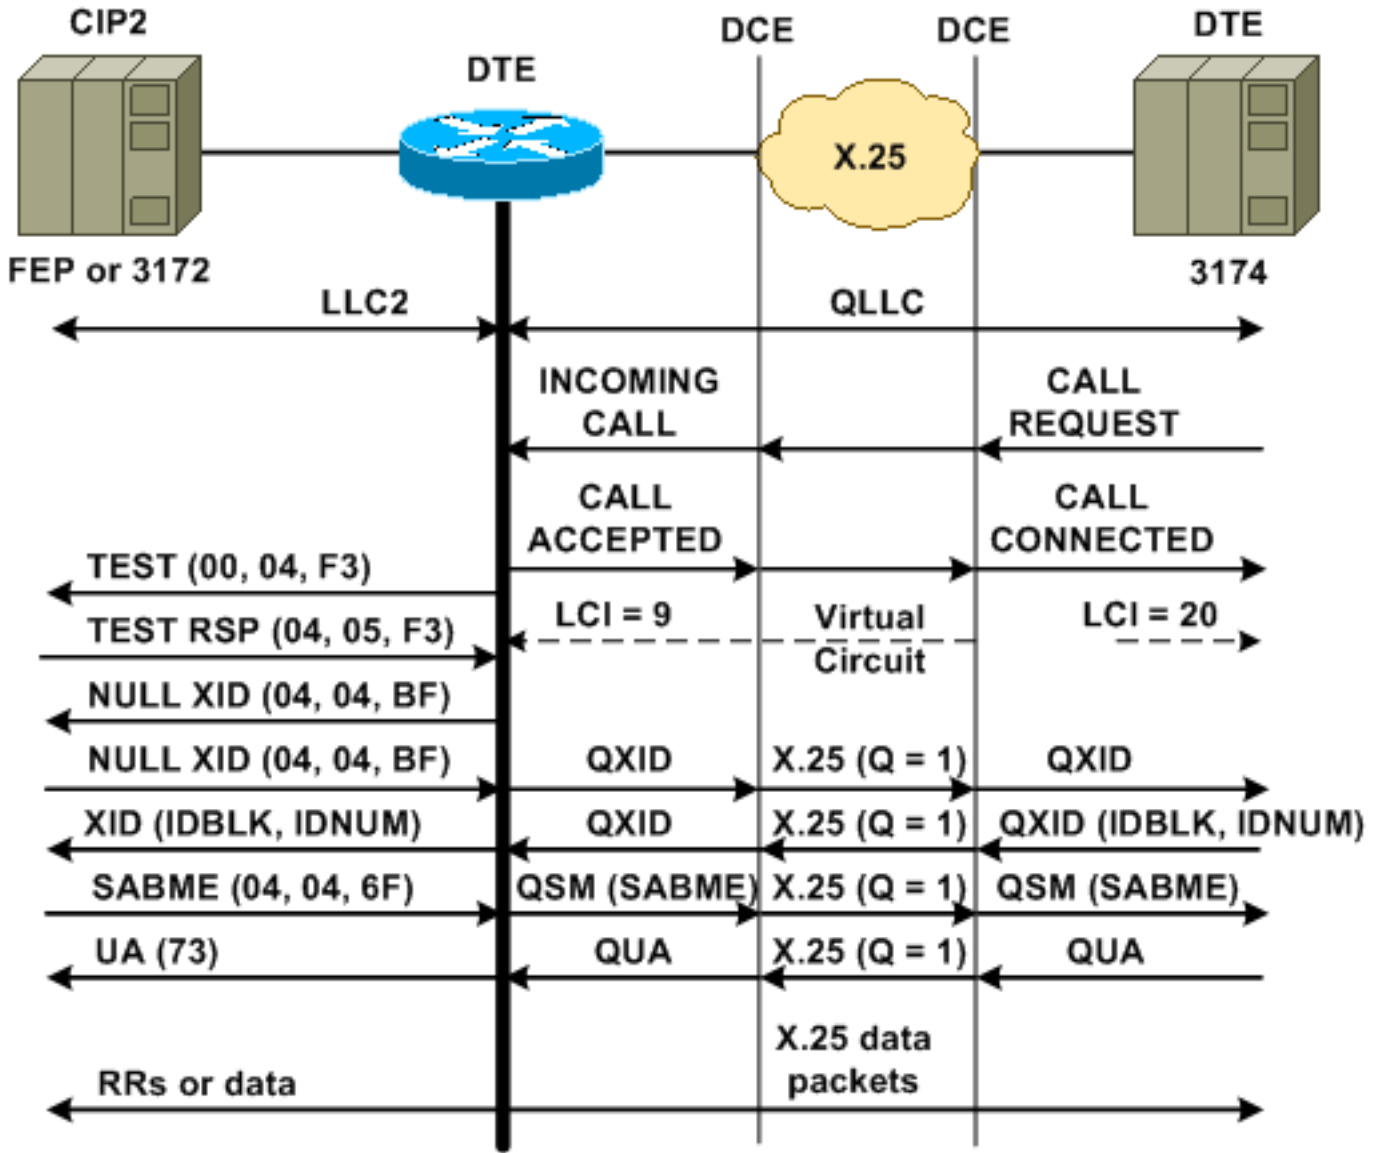 CIP2
DTE
DCE
DCE
DTE
X.25
FEP or 3172
3174
LLC2
QLLC
INCOMING
CALL
CALL
REQUEST
CALL
ACCEPTED
CALL
CONNECTED
TEST (00, 04, F3)
LCI = 9
Virtual
Circuit
LCI = 20
TEST RSP (04, 05, F3)
NULL XID (04, 04, BF)
NULL XID (04, 04, BF)
QXID
X.25 (Q = 1)
QXID
XID (IDBLK, IDNUM)
QXID
X.25 (Q = 1)
QXID (IDBLK, IDNUM)
SABME (04, 04, 6F)
QSM (SABME)
X.25 (Q = 1)
QSM (SABME)
UA (73)
QUA
X.25 (Q = 1)
QUA
X.25 data
packets
RRs or data